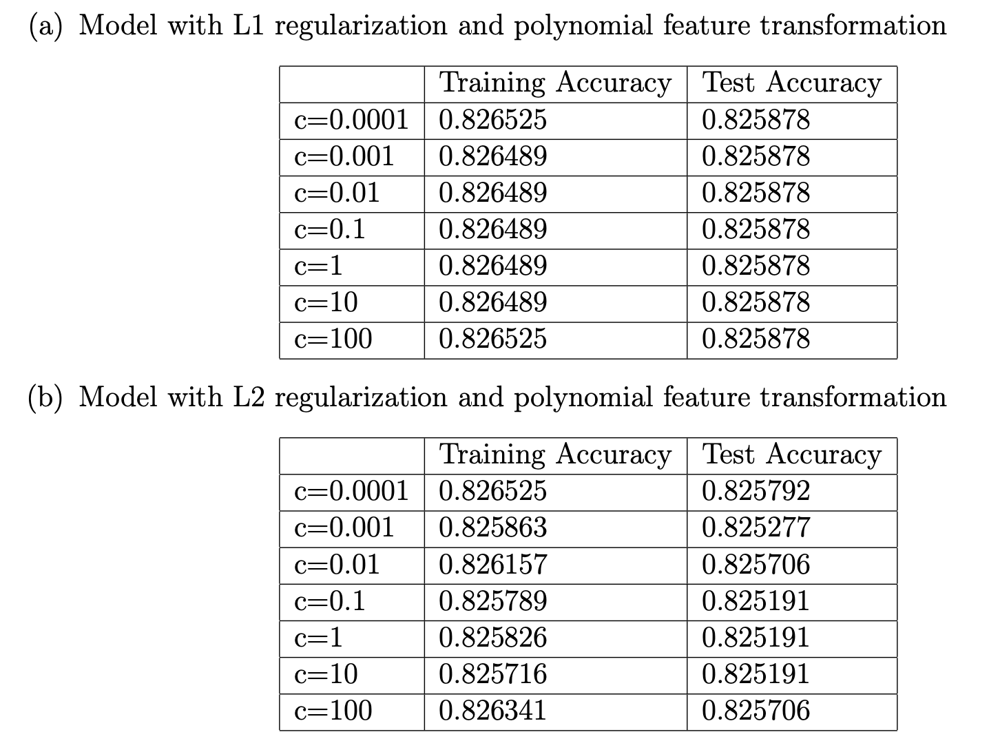 (a) Model with L1 regularization and polynomial feature transformation
Training Accuracy Test Accuracy
c=0.0001 0.826525 0.825878
c=0.001 0.826489 0.825878
c=0.01 0.826489 0.825878
c=0.1 0.826489 0.825878
c=1 0.826489 0.825878
c=10 0.826489 0.825878
c=100 0.826525 0.825878
(b) Model with L2 regularization and polynomial feature transformation
Training Accuracy Test Accuracy
c=0.0001 0.826525 0.825792
c=0.001 0.825863 0.825277
c=0.01 0.826157 0.825706
c=0.1 0.825789 0.825191
c=1 0.825826 0.825191
c=10 0.825716 0.825191
c=100 0.826341 0.825706